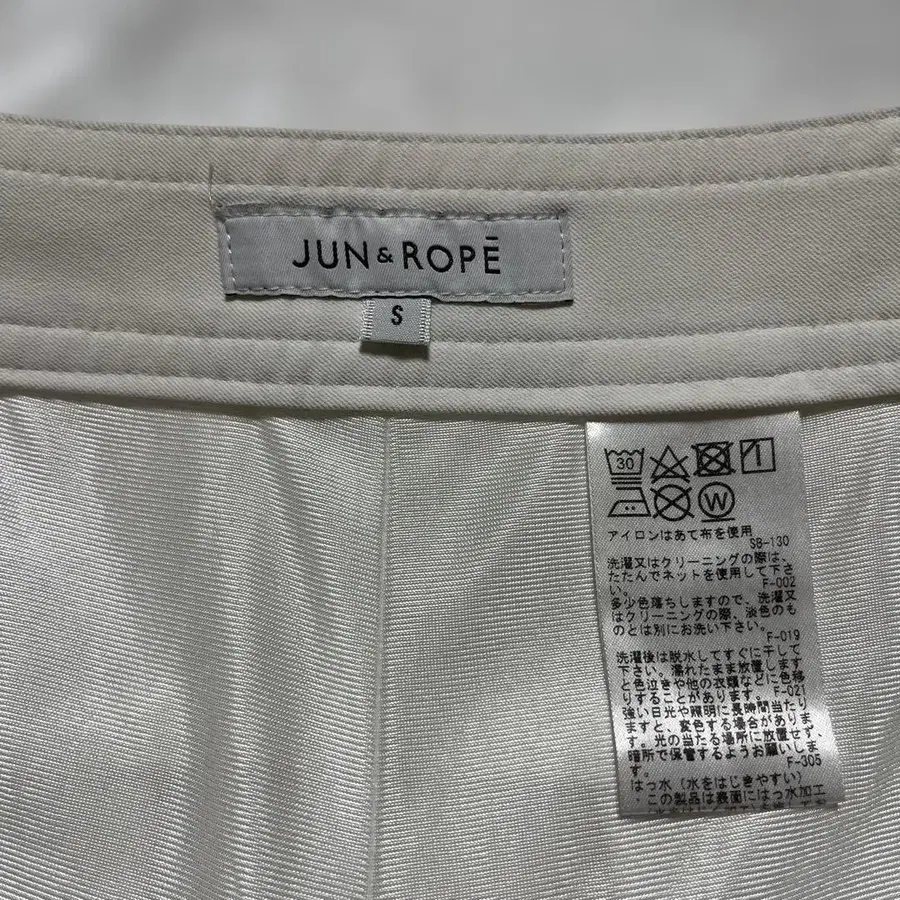 JUN & ROPĒ
S
30
W
アイロンはあて布を使用
SB-130
洗濯又はクリーニングの際は、
たたんでネットを使用して下さ
い。
F-002
多少色落ちしますので、洗濯又
はクリーニングの際、淡色のも
のとは別にお洗い下さい。
F-019
洗濯後は脱水してすぐに干して
下さい。濡れたまま放置します
と色泣きや他の衣類などに色移
りすることがあります。
F-021
強い日光や照明に長時間当たり
ますと、変色する場合がありま
す。光の当たる場所に放置せず、
暗所で保管するようお願いしま
す。
F-305
はっ水（水をはじきやすい）
・この製品は表面にはっ水加工